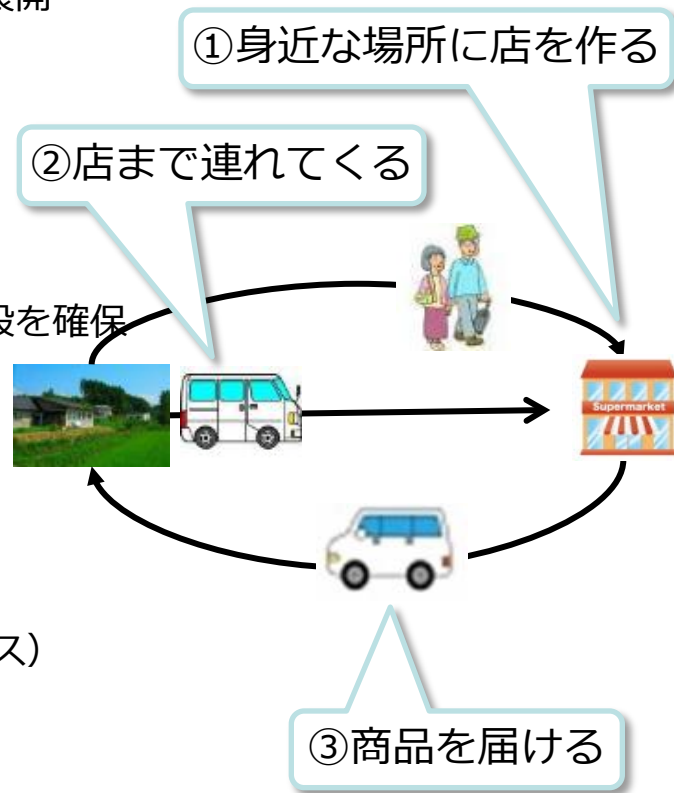 ①身近な場所に店を作る
②店まで連れてくる
設を確保
Supermarket
ス）
③商品を届ける